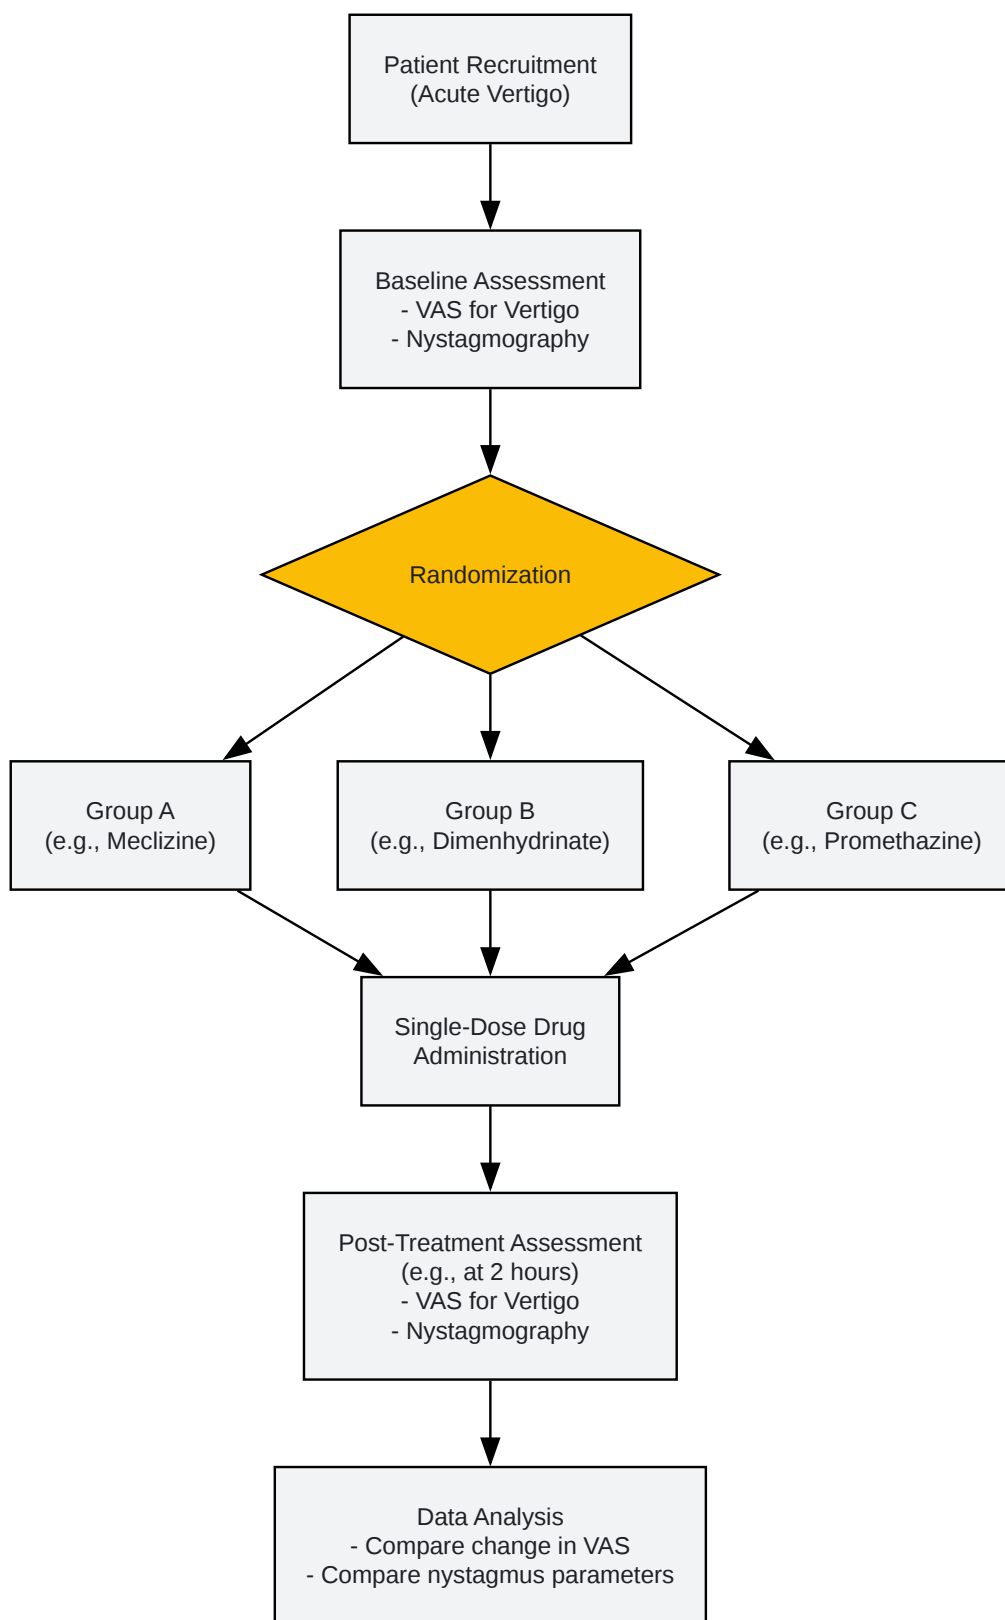 Patient Recruitment
(Acute Vertigo)
Baseline Assessment
- VAS for Vertigo
- Nystagmography
Randomization
Group A
(e.g., Meclizine)
Group B
(e.g., Dimenhydrinate)
Group C
(e.g., Promethazine)
Single-Dose Drug
Administration
Post-Treatment Assessment
(e.g., at 2 hours)
- VAS for Vertigo
- Nystagmography
Data Analysis
- Compare change in VAS
- Compare nystagmus parameters